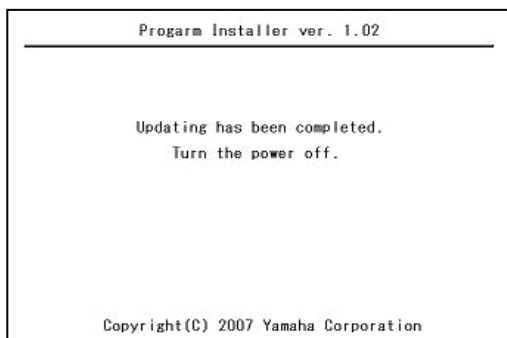 Progarm Installer ver. 1.02
Updating has been completed.
Turn the power off.
Copyright(C) 2007 Yamaha Corporation